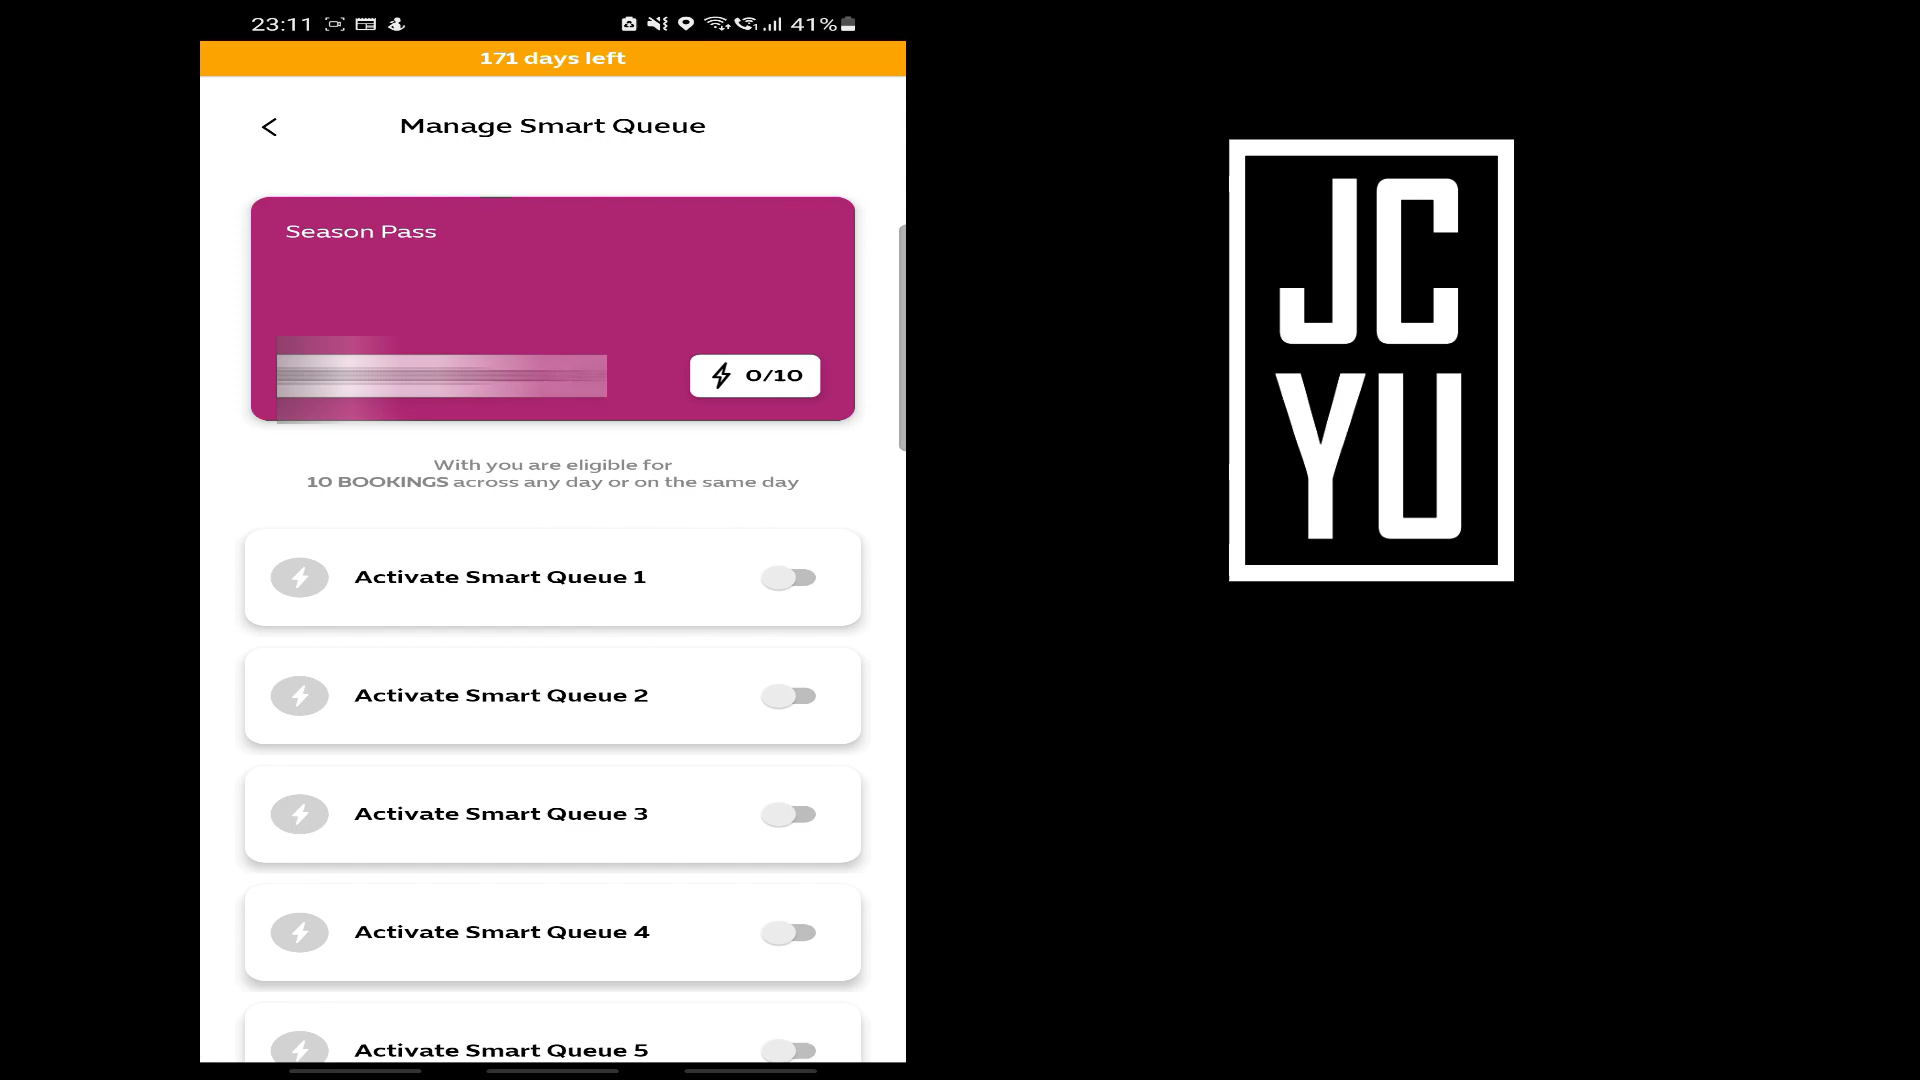 23:11
41%
171 days left
Manage Smart Queue
Season Pass
0/10
With you are eligible for
10 BOOKINGS across any day or on the same day
Activate Smart Queue 1
Activate Smart Queue 2
Activate Smart Queue 3
Activate Smart Queue 4
Activate Smart Queue 5
JC
YU